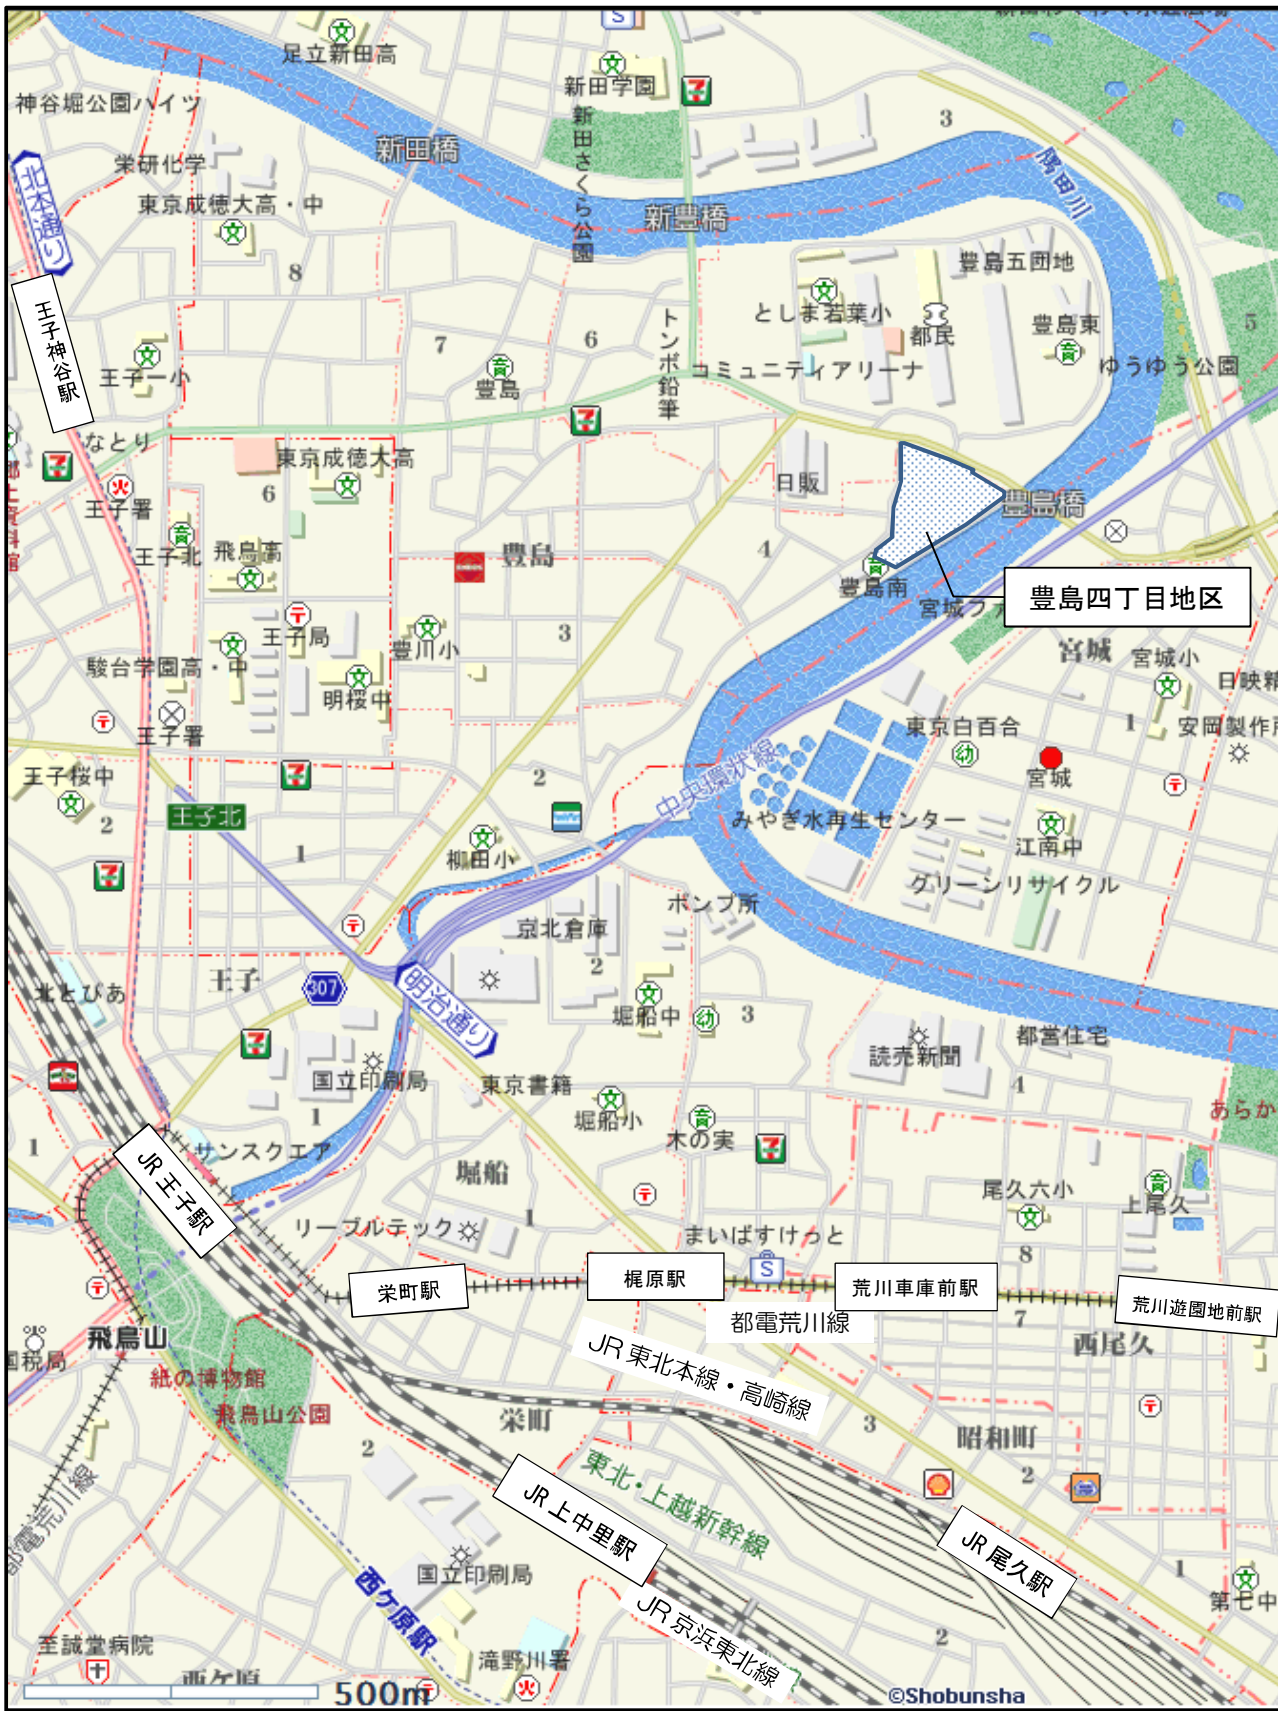 足立新田高
新田学園
神谷堀公園ハイツ
3
新田さくら公園
新田橋
栄研化学
隅田川
北本通り
東京成徳大高・中
新豊橋
8
豊島五団地
としま若葉小
王子神谷駅
トンボ鉛筆
6
都民
豊島東
5
7
王子一小
豊島
コミュニティアリーナ
ゆうゆう公園
なとり
東京成徳大高
日販
6
王子署
豊島橋
王子北
飛鳥高
豊島
4
豊島南
豊島四丁目地区
王子局
豊川小
3
宮城
宮城小
駿台学園高・中
明桜中
日映精
東京白百合
1
安岡製作所
王子署
中央環状線
宮城
王子桜中
2
2
王子北
みやぎ水再生センター
1
柳田小
江南中
グリーンリサイクル
ポンプ所
京北倉庫
2
王子
307
明治通り
北とぴあ
堀船中
3
都営住宅
読売新聞
国立印刷局
東京書籍
4
1
堀船小
あらか
木の実
1
サンスクエア
JR 王子駅
堀船
尾久六小
上尾久
リーブルテック
1
まいばすけっと
8
栄町駅
梶原駅
荒川車庫前駅
荒川遊園地前駅
都電荒川線
7
飛鳥山
西尾久
国税局
JR 東北本線・高崎線
紙の博物館
飛鳥山公園
栄町
3
昭和町
2
2
東北・上越新幹線
都電荒川線
JR 上中里駅
JR 尾久駅
国立印刷局
西ケ原駅
1
第七中
JR 京浜東北線
2
至誠堂病院
滝野川署
西ケ原
500m
©Shobunsha